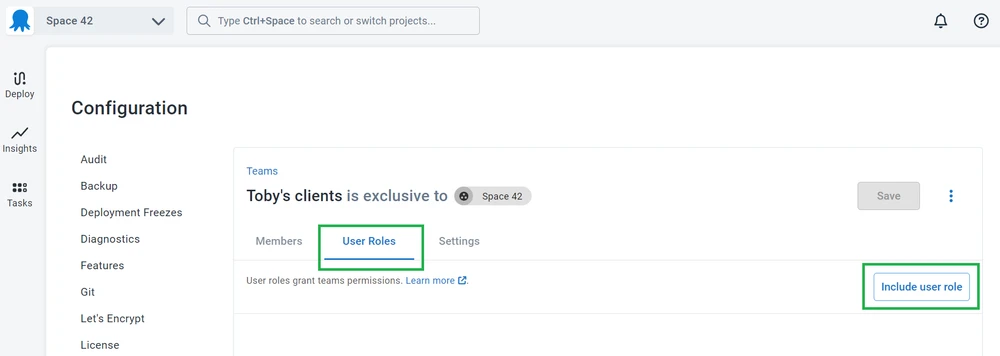 Space 42
Type Ctrl+Space to search or switch projects...
Deploy
Insights
Tasks
Configuration
Audit
Backup
Deployment Freezes
Diagnostics
Features
Git
Let's Encrypt
License
Teams
Toby's clients is exclusive to Space 42
Save
Members User Roles Settings
User roles grant teams permissions. Learn more.
Include user role